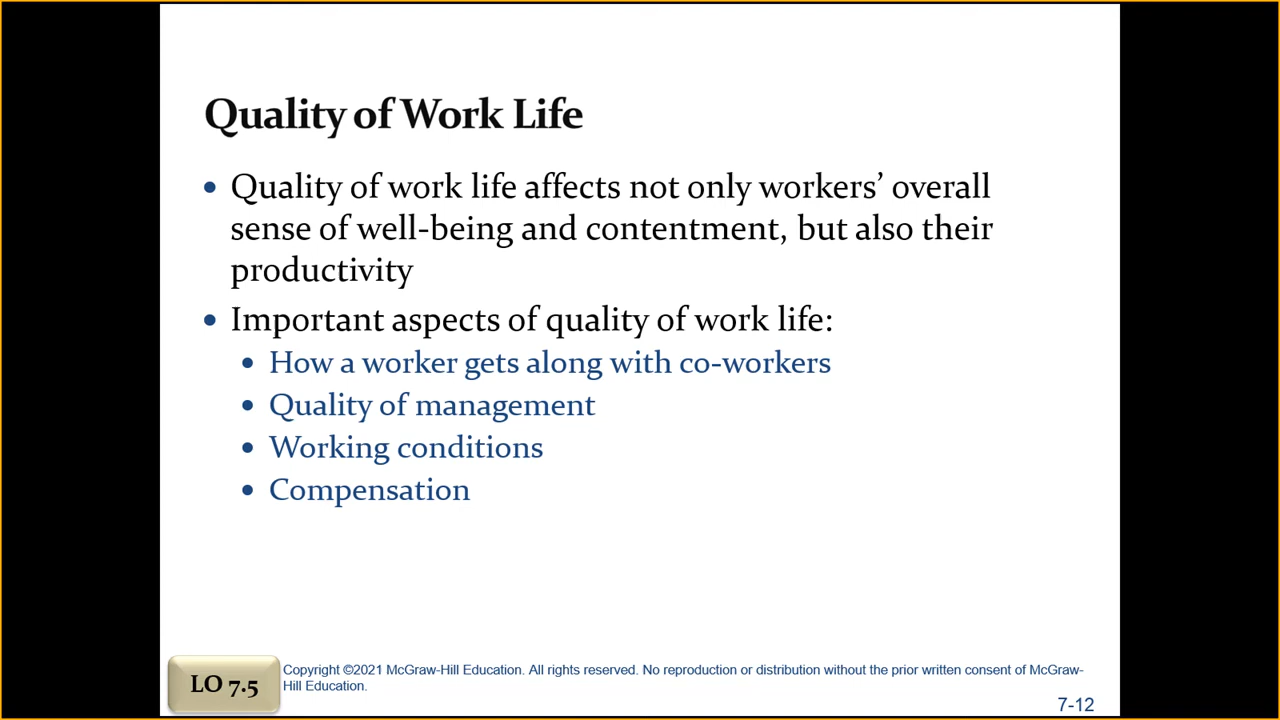 Quality of Work Life
• Quality of work life affects not only workers’ overall
sense of well-being and contentment, but also their
productivity
• Important aspects of quality of work life:
• How a worker gets along with co-workers
• Quality of management
• Working conditions
• Compensation
LO 7.5
Copyright ©2021 McGraw-Hill Education. All rights reserved. No reproduction or distribution without the prior written consent of McGraw-
Hill Education.
7-12